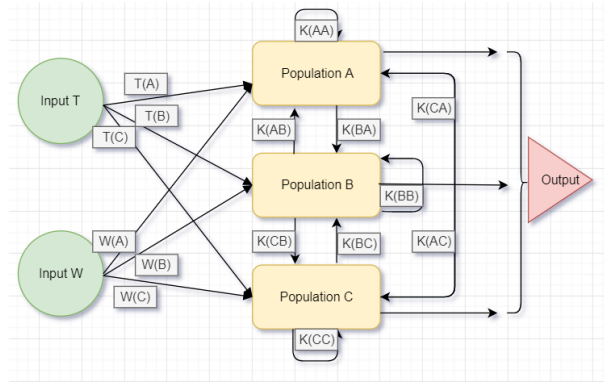 K(AA)
Population A
Input T
T(A)
T(B)
T(C)
K(AB)
K(BA)
K(CA)
Population B
K(BB)
Output
W(A)
K(CB)
K(BC)
K(AC)
Input W
W(B)
W(C)
Population C
K(CC)